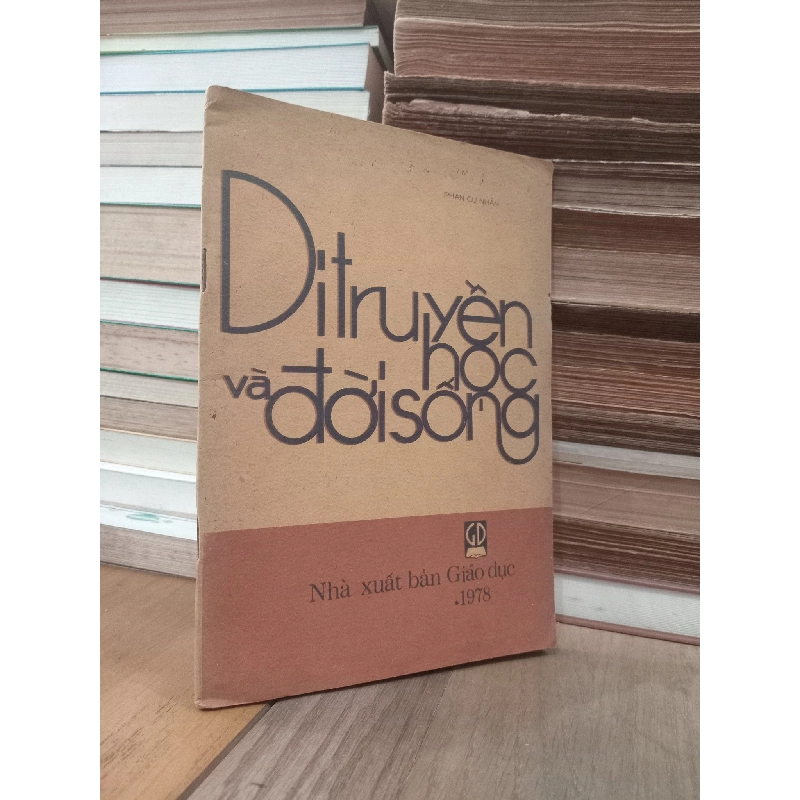 PHAN CỰ NHÂN
Di truyền
học
và đời sống
GD
Nhà xuất bản Giáo dục
.1978